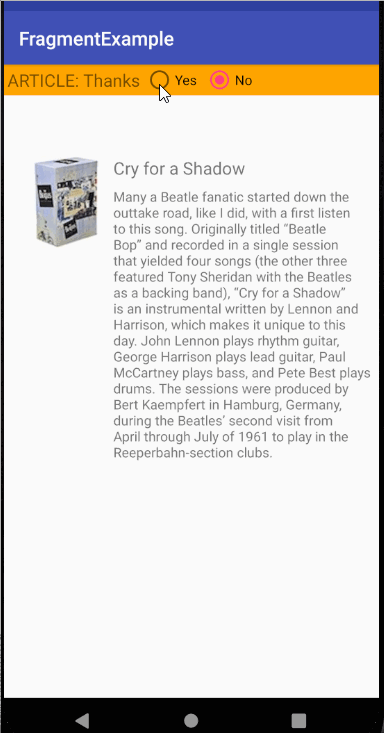 FragmentExample
ARTICLE: Thanks Yes No
Cry for a Shadow
Many a Beatle fanatic started down the
outtake road, like I did, with a first listen
to this song. Originally titled “Beatle
Bop” and recorded in a single session
that yielded four songs (the other three
featured Tony Sheridan with the Beatles
as a backing band), “Cry for a Shadow”
is an instrumental written by Lennon and
Harrison, which makes it unique to this
day. John Lennon plays rhythm guitar,
George Harrison plays lead guitar, Paul
McCartney plays bass, and Pete Best plays
drums. The sessions were produced by
Bert Kaempfert in Hamburg, Germany,
during the Beatles’ second visit from
April through July of 1961 to play in the
Reeperbahn-section clubs.